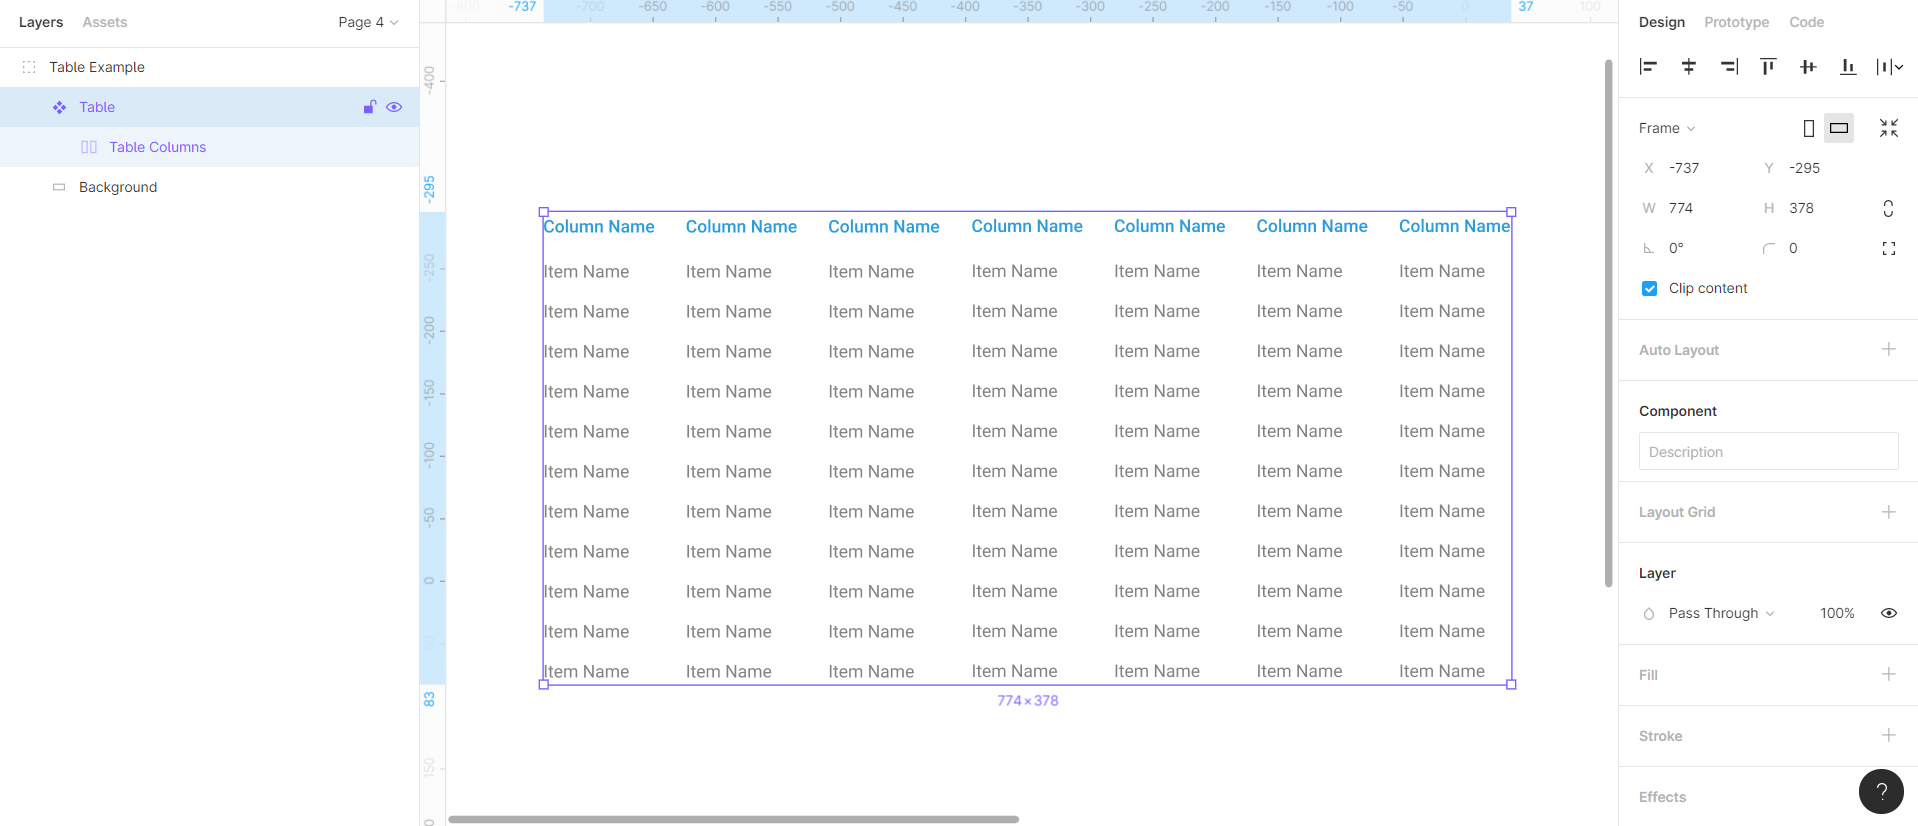 Layers Assets Page 4
-800 -737 -700 -650 -600 -550 -500 -450 -400 -350 -300 -250 -200 -150 -100 -50 0 37 100
Design Prototype Code
Table Example
Table
Table Columns
Background
-400
-295
-250
-200
-150
-100
-50
0
50
83
150
Column Name Column Name Column Name Column Name Column Name Column Name Column Name
Item Name Item Name Item Name Item Name Item Name Item Name Item Name
Item Name Item Name Item Name Item Name Item Name Item Name Item Name
Item Name Item Name Item Name Item Name Item Name Item Name Item Name
Item Name Item Name Item Name Item Name Item Name Item Name Item Name
Item Name Item Name Item Name Item Name Item Name Item Name Item Name
Item Name Item Name Item Name Item Name Item Name Item Name Item Name
Item Name Item Name Item Name Item Name Item Name Item Name Item Name
Item Name Item Name Item Name Item Name Item Name Item Name Item Name
Item Name Item Name Item Name Item Name Item Name Item Name Item Name
Item Name Item Name Item Name Item Name Item Name Item Name Item Name
Item Name Item Name Item Name Item Name Item Name Item Name Item Name
774×378
Frame
X -737 Y -295
W 774 H 378
0° 0
Clip content
Auto Layout
Component
Description
Layout Grid
Layer
Pass Through 100%
Fill
Stroke
Effects
?